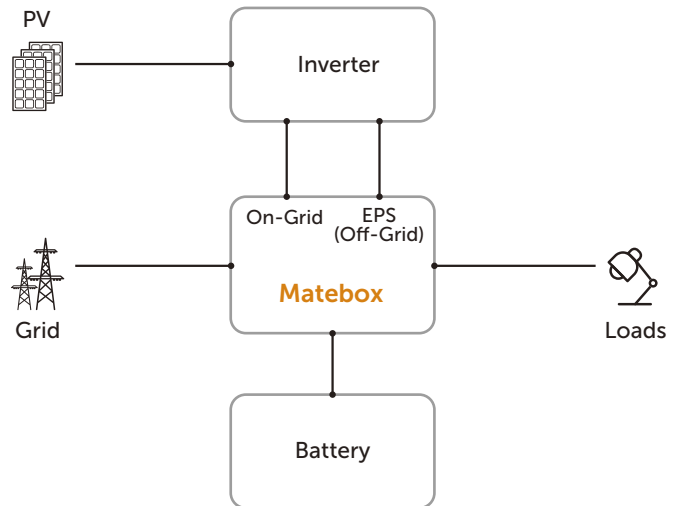 PV
Inverter
On-Grid
EPS
(Off-Grid)
Matebox
Grid
Loads
Battery